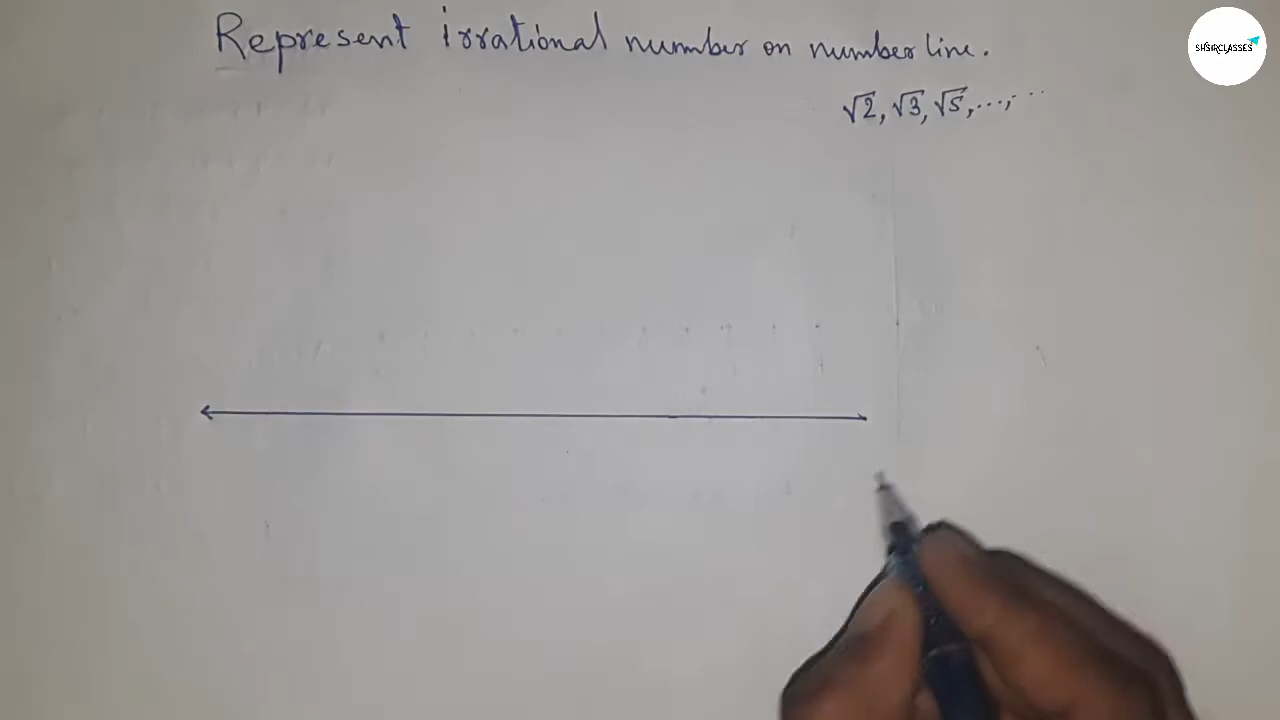 Represent irrational number on number line.
SHSIRCLASSES
√2, √3, √5, ..., ...